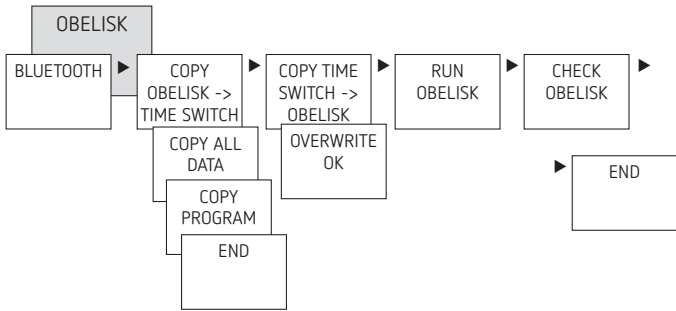 OBELISK
BLUETOOTH
COPY
OBELISK ->
TIME SWITCH
COPY ALL
DATA
COPY
PROGRAM
END
COPY TIME
SWITCH ->
OBELISK
OVERWRITE
OK
RUN
OBELISK
CHECK
OBELISK
END